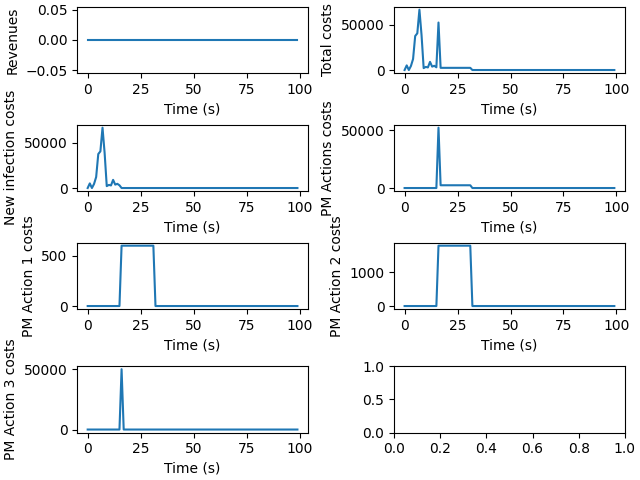 Revenues
0.05
0.00
−0.05
0 25 50 75 100
Time (s)
Total costs
50000
0
0 25 50 75 100
Time (s)
New infection costs
50000
0
0 25 50 75 100
Time (s)
PM Actions costs
50000
0
0 25 50 75 100
Time (s)
PM Action 1 costs
500
0
0 25 50 75 100
Time (s)
PM Action 2 costs
1000
0
0 25 50 75 100
Time (s)
PM Action 3 costs
50000
0
0 25 50 75 100
Time (s)
1.0
0.5
0.0
0.0 0.2 0.4 0.6 0.8 1.0